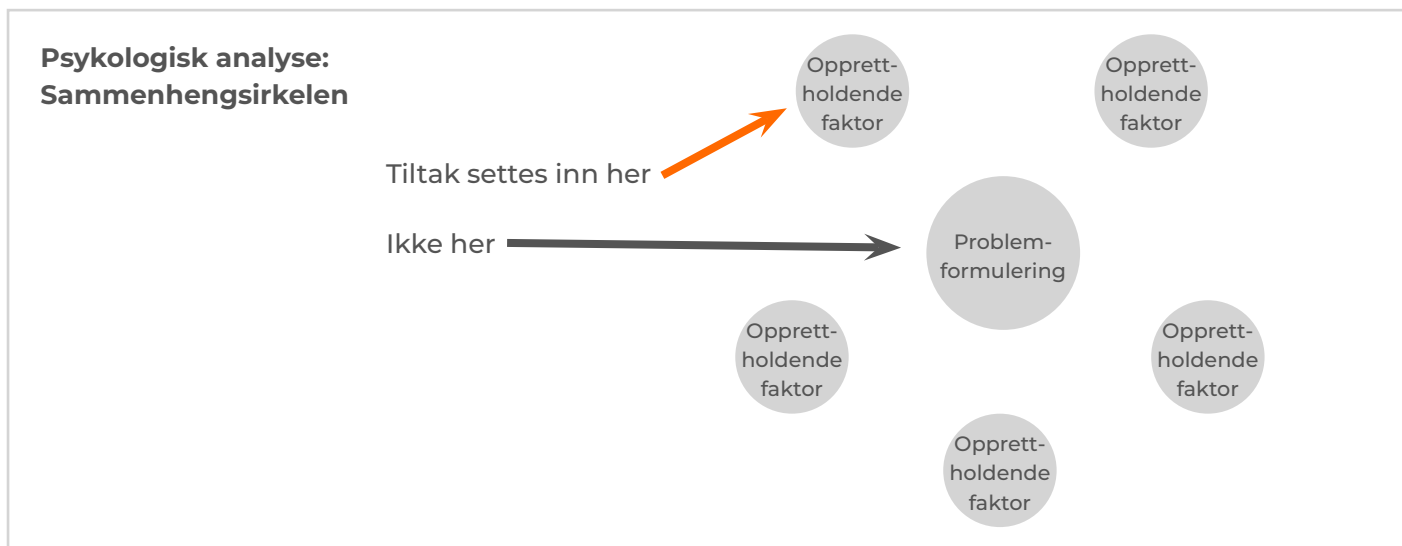 Psykologisk analyse:
Sammenhengsirkelen
Opprett-
holdende
faktor
Opprett-
holdende
faktor
Tiltak settes inn her
Ikke her
Problem-
formulering
Opprett-
holdende
faktor
Opprett-
holdende
faktor
Opprett-
holdende
faktor